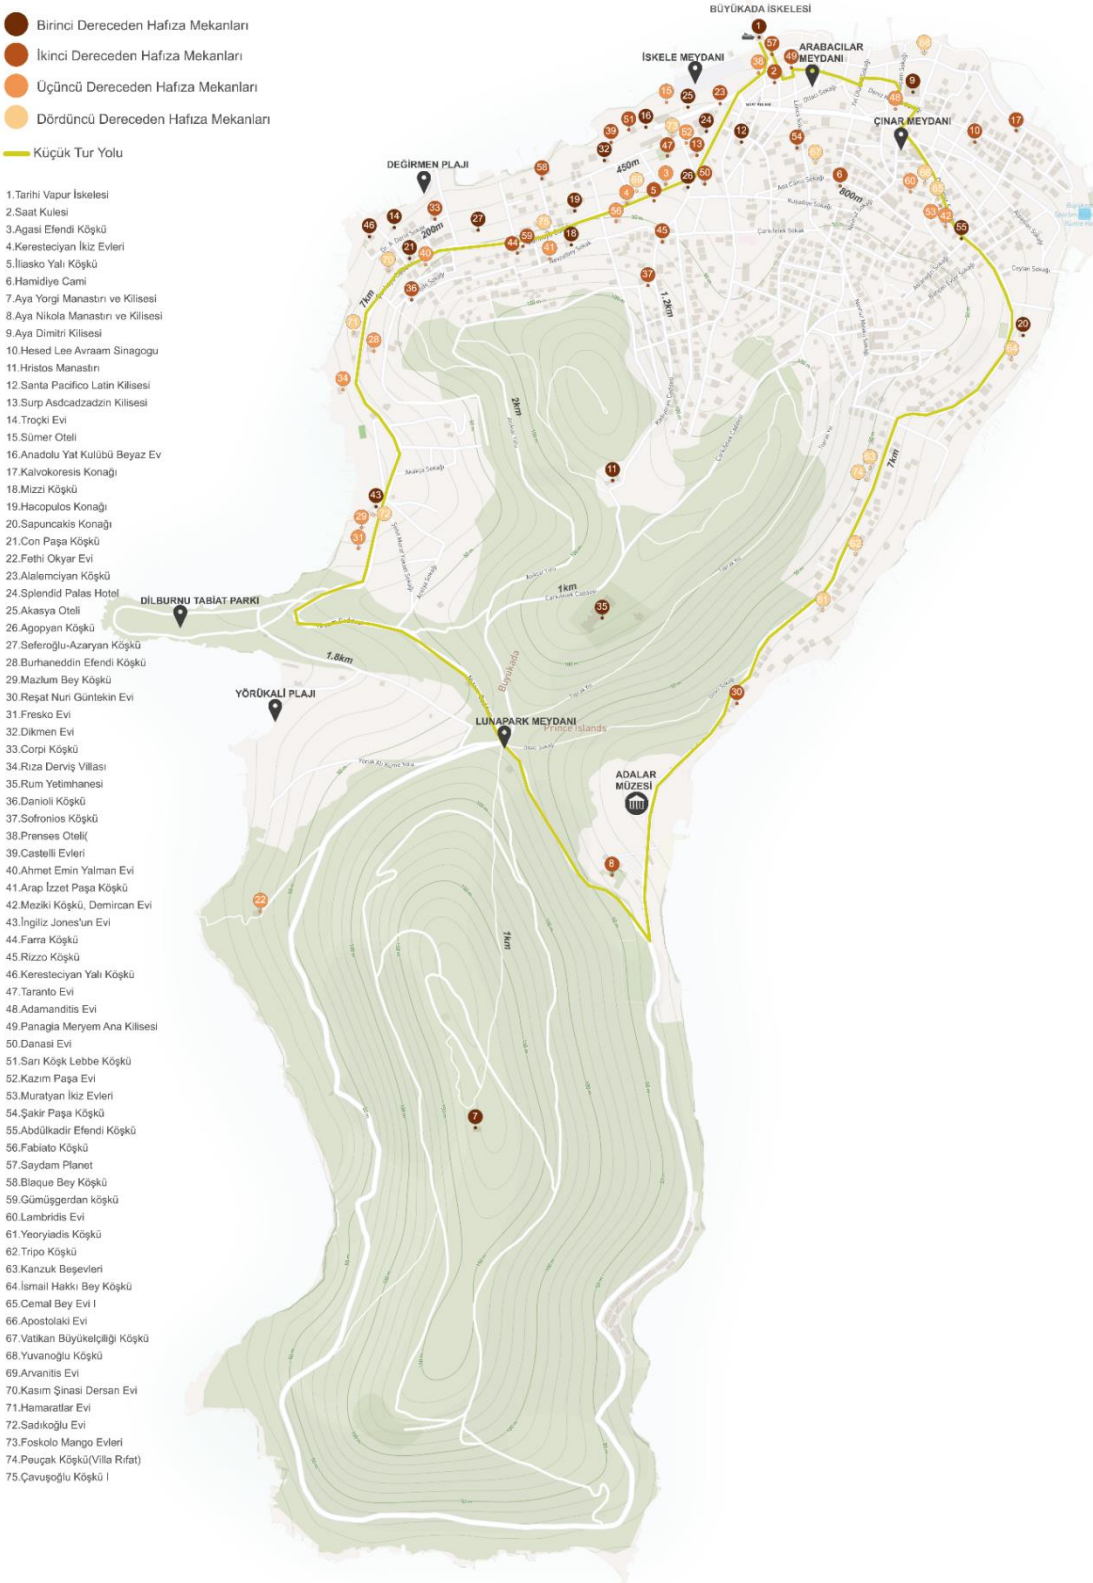 Birinci Dereceden Hafıza Mekanları
İkinci Dereceden Hafıza Mekanları
Üçüncü Dereceden Hafıza Mekanları
Dördüncü Dereceden Hafıza Mekanları
Küçük Tur Yolu
1.Tarihi Vapur İskelesi
2.Saat Kulesi
3.Agasi Efendi Köşkü
4.Keresteciyan İkiz Evleri
5.İliasko Yalı Köşkü
6.Hamidiye Cami
7.Aya Yorgi Manastırı ve Kilisesi
8.Aya Nikola Manastırı ve Kilisesi
9.Aya Dimitri Kilisesi
10.Hesed Lee Avraam Sinagogu
11.Hristos Manastırı
12.Santa Pacifico Latin Kilisesi
13.Surp Asdcadzadzin Kilisesi
14.Troçki Evi
15.Sümer Oteli
16.Anadolu Yat Kulübü Beyaz Ev
17.Kalvokoresis Konağı
18.Mizzi Köşkü
19.Hacopulos Konağı
20.Sapuncakis Konağı
21.Con Paşa Köşkü
22.Fethi Okyar Evi
23.Alalemciyan Köşkü
24.Splendid Palas Hotel
25.Akasya Oteli
26.Agopyan Köşkü
27.Seferoğlu-Azaryan Köşkü
28.Burhaneddin Efendi Köşkü
29.Mazlum Bey Köşkü
30.Reşat Nuri Güntekin Evi
31.Fresko Evi
32.Dikmen Evi
33.Corpi Köşkü
34.Rıza Derviş Villası
35.Rum Yetimhanesi
36.Danioli Köşkü
37.Sofronios Köşkü
38.Prenses Oteli(
39.Castelli Evleri
40.Ahmet Emin Yalman Evi
41.Arap İzzet Paşa Köşkü
42.Meziki Köşkü, Demircan Evi
43.İngiliz Jones'un Evi
44.Farra Köşkü
45.Rizzo Köşkü
46.Keresteciyan Yalı Köşkü
47.Taranto Evi
48.Adamanditis Evi
49.Panagia Meryem Ana Kilisesi
50.Danasi Evi
51.Sarı Köşk Lebbe Köşkü
52.Kazım Paşa Evi
53.Muratyan İkiz Evleri
54.Şakir Paşa Köşkü
55.Abdülkadir Efendi Köşkü
56.Fabiato Köşkü
57.Saydam Planet
58.Blaque Bey Köşkü
59.Gümüşgerdan köşkü
60.Lambridis Evi
61.Yeoryiadis Köşkü
62.Tripo Köşkü
63.Kanzuk Beşevleri
64.İsmail Hakkı Bey Köşkü
65.Cemal Bey Evi I
66.Apostolaki Evi
67.Vatikan Büyükelçiliği Köşkü
68.Yuvanoğlu Köşkü
69.Arvanitis Evi
70.Kasım Şinasi Dersan Evi
71.Hamaratlar Evi
72.Sadıkoğlu Evi
73.Foskolo Mango Evleri
74.Peuçak Köşkü(Villa Rıfat)
75.Çavuşoğlu Köşkü I
BÜYÜKADA İSKELESİ
İSKELE MEYDANI
ARABACILAR
MEYDANI
ÇINAR MEYDANI
DEĞİRMEN PLAJI
450m
800m
200m
1.2km
7km
2km
7km
1km
DİLBURNU TABİAT PARKI
1.8km
YÖRÜKALİ PLAJI
Büyükada
LUNAPARK MEYDANI
Prince Islands
ADALAR
MÜZESİ
1km